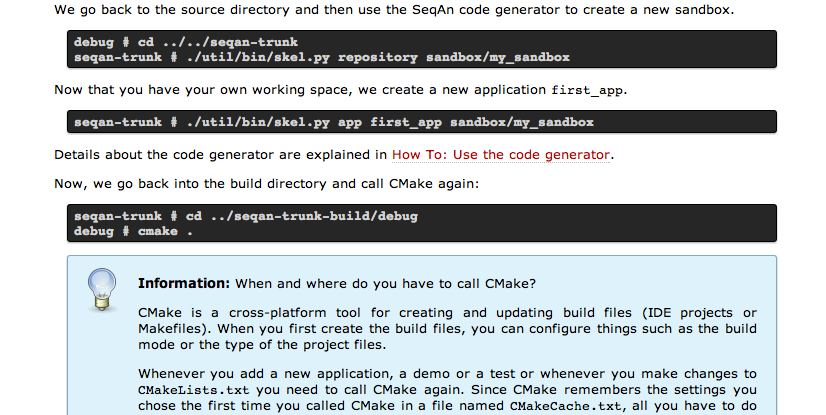 We go back to the source directory and then use the SeqAn code generator to create a new sandbox.
debug # cd ../../seqan-trunk
seqan-trunk # ./util/bin/skel.py repository sandbox/my_sandbox
Now that you have your own working space, we create a new application first_app.
seqan-trunk # ./util/bin/skel.py app first_app sandbox/my_sandbox
Details about the code generator are explained in How To: Use the code generator.
Now, we go back into the build directory and call CMake again:
seqan-trunk # cd ../seqan-trunk-build/debug
debug # cmake .
Information: When and where do you have to call CMake?
CMake is a cross-platform tool for creating and updating build files (IDE projects or
Makefiles). When you first create the build files, you can configure things such as the build
mode or the type of the project files.
Whenever you add a new application, a demo or a test or whenever you make changes to
CMakeLists.txt you need to call CMake again. Since CMake remembers the settings you
chose the first time you called CMake in a file named CMakeCache.txt, all you have to do